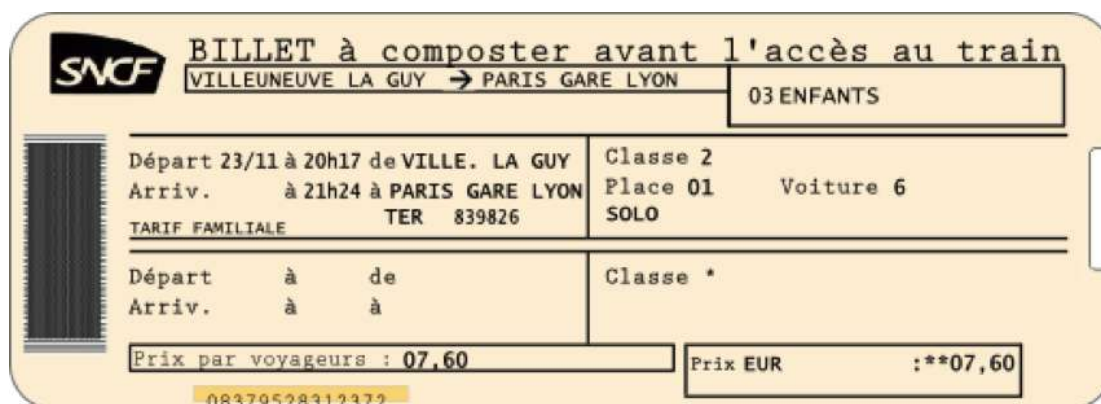 SNCF
BILLET à composter avant l'accès au train
VILLEUNEUVE LA GUY → PARIS GARE LYON
03 ENFANTS
Départ 23/11 à 20h17 de VILLE. LA GUY
Arriv. à 21h24 à PARIS GARE LYON
TER 839826
TARIF FAMILIALE
Classe 2
Place 01 Voiture 6
SOLO
Départ à de
Arriv. à à
Classe *
Prix par voyageurs : 07,60
Prix EUR :**07,60
08379528312372